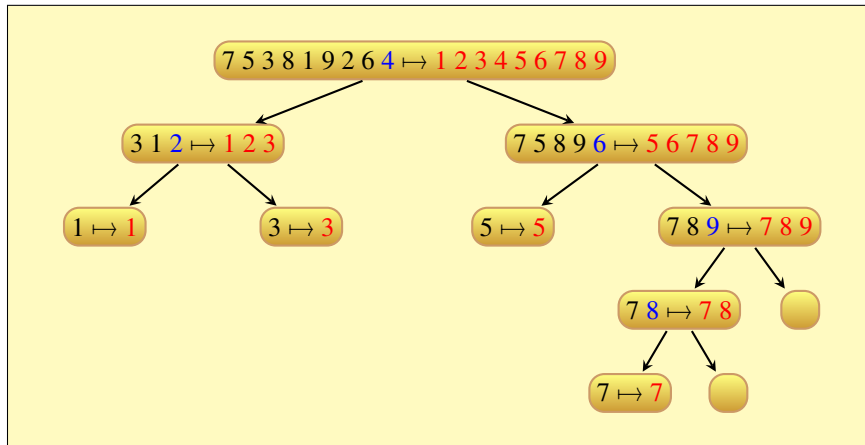 7 5 3 8 1 9 2 6 4 ↦ 1 2 3 4 5 6 7 8 9
3 1 2 ↦ 1 2 3
7 5 8 9 6 ↦ 5 6 7 8 9
1 ↦ 1
3 ↦ 3
5 ↦ 5
7 8 9 ↦ 7 8 9
7 8 ↦ 7 8
7 ↦ 7